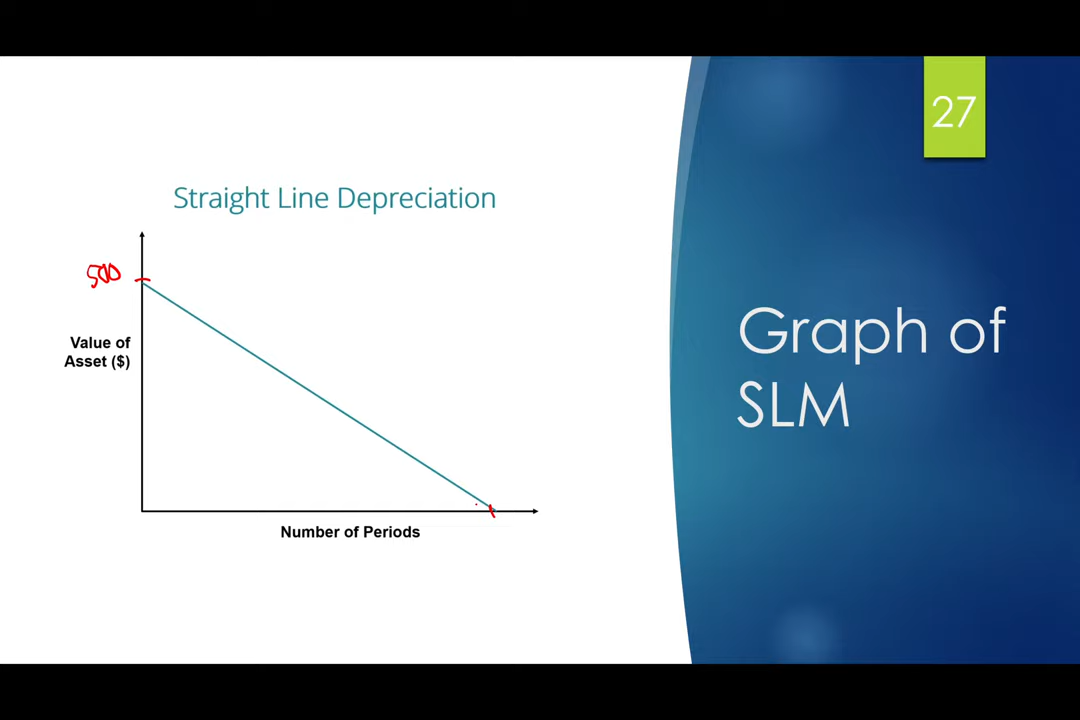 27
Straight Line Depreciation
500
Value of
Asset ($)
Number of Periods
Graph of
SLM